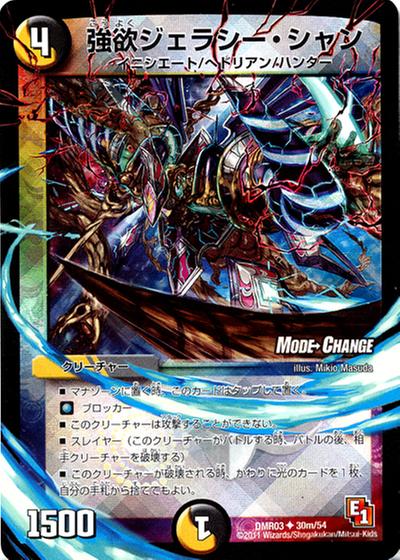 4
ごうよく
強欲ジェラシー・シャン
イニシエート/ヘドリアン/ハンター
MODE CHANGE
illus. Mikio Masuda
クリーチャー
■ マナゾーンに置く時、このカードはタップして置く。
ブロッカー
■ このクリーチャーは攻撃することができない。
■ スレイヤー（このクリーチャーがバトルする時、バトルの後、相
手クリーチャーを破壊する）
■ このクリーチャーが破壊される時、かわりに光のカードを1枚、
自分の手札から捨ててもよい。
1500
1
DMR03 ◆ 30m/54
E1
©2011 Wizards/Shogakukan/Mitsui-Kids